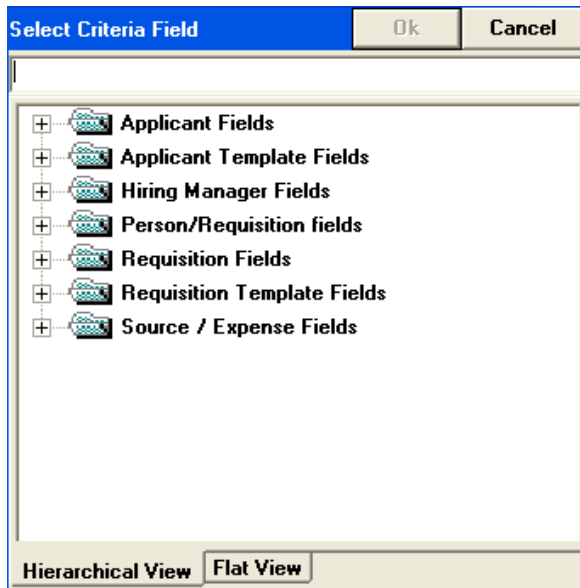 Select Criteria Field Ok Cancel
Applicant Fields
Applicant Template Fields
Hiring Manager Fields
Person/Requisition fields
Requisition Fields
Requisition Template Fields
Source / Expense Fields
Hierarchical View Flat View